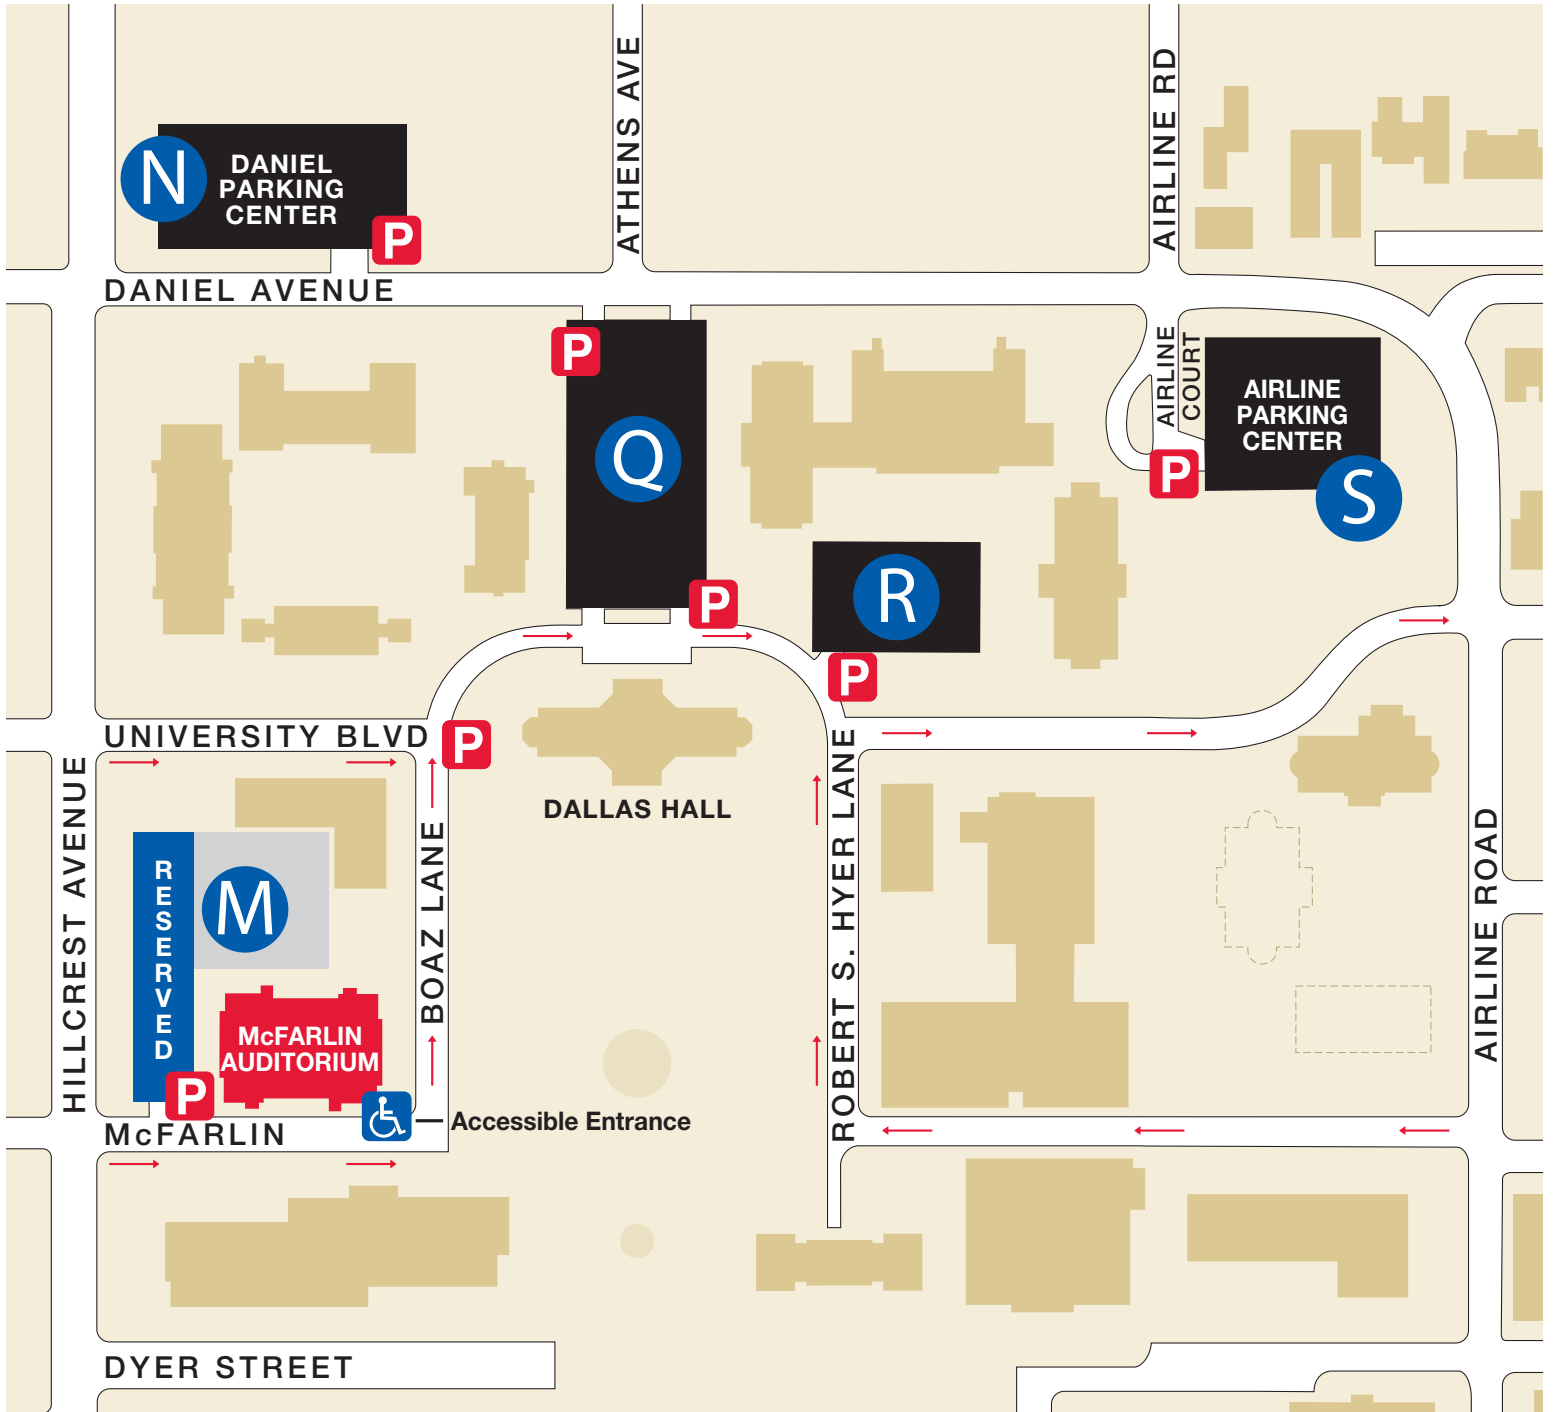 ATHENS AVE
AIRLINE RD
N
DANIEL
PARKING
CENTER
P
DANIEL AVENUE
P
Q
P
AIRLINE
COURT
AIRLINE
PARKING
CENTER
P
S
R
P
UNIVERSITY BLVD
P
DALLAS HALL
HILLCREST AVENUE
RESERVED
M
BOAZ LANE
ROBERT S. HYER LANE
AIRLINE ROAD
McFARLIN
AUDITORIUM
P
Accessible Entrance
McFARLIN
DYER STREET